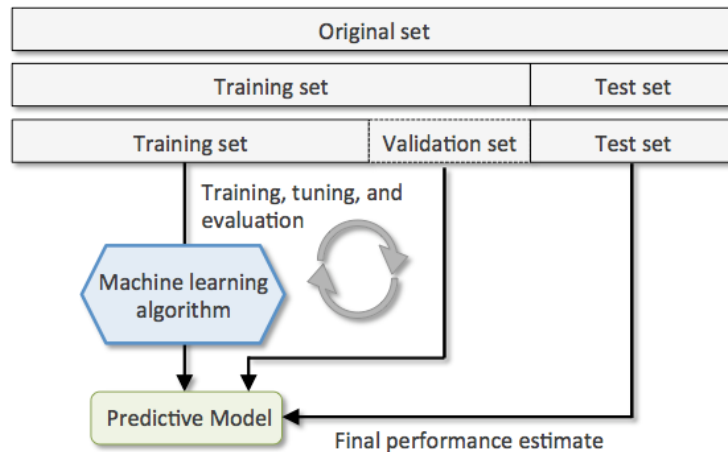 Original set
Training set
Test set
Training set
Validation set
Test set
Training, tuning, and
evaluation
Machine learning
algorithm
Predictive Model
Final performance estimate